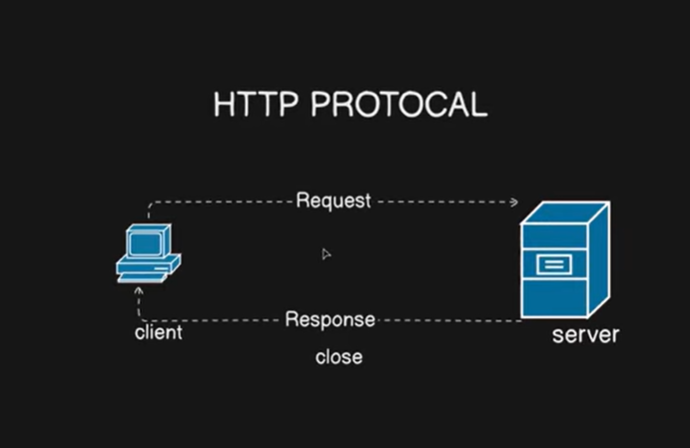 HTTP PROTOCAL
Request
Response
client
server
close